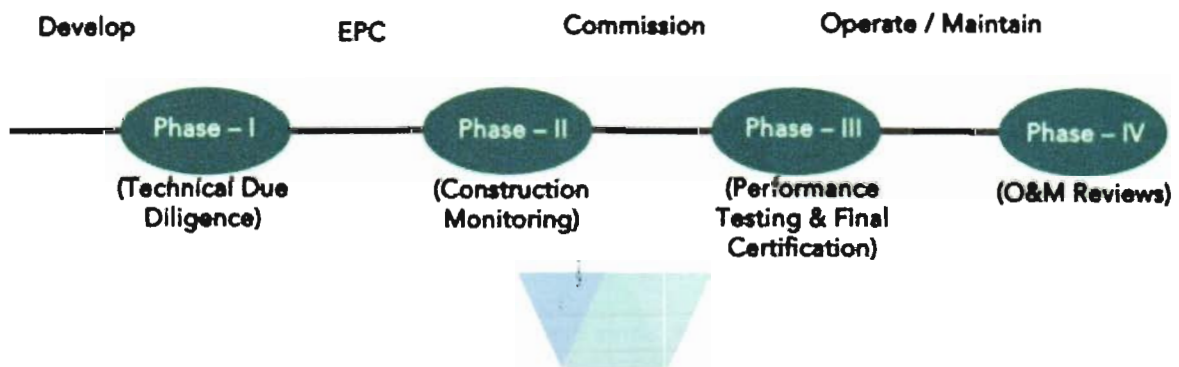 Develop
EPC
Commission
Operate / Maintain
Phase – I
Phase – II
Phase – III
Phase – IV
(Technical Due
Diligence)
(Construction
Monitoring)
(Performance
Testing & Final
Certification)
(O&M Reviews)